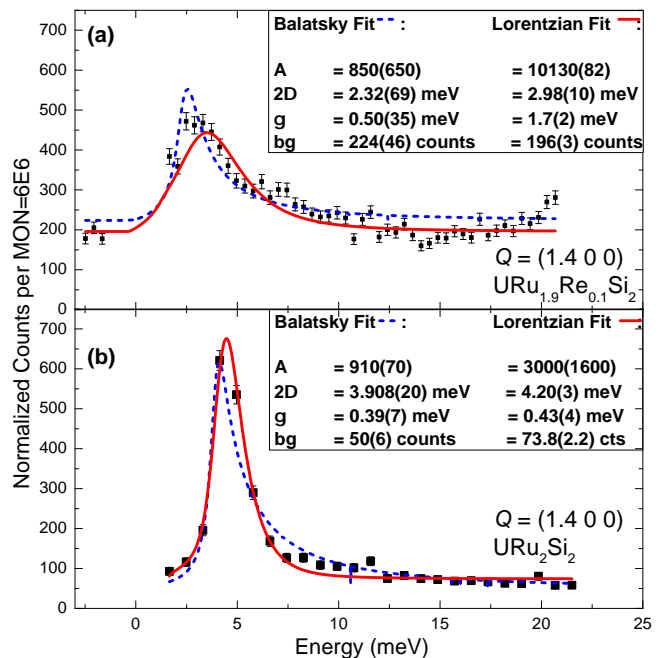 (a)
Balatsky Fit : Lorentzian Fit :
A = 850(650) = 10130(82)
2D = 2.32(69) meV = 2.98(10) meV
g = 0.50(35) meV = 1.7(2) meV
bg = 224(46) counts = 196(3) counts
Q = (1.4 0 0)
URu1.9Re0.1Si2
700
600
500
400
300
200
100
0
(b)
Balatsky Fit : Lorentzian Fit :
A = 910(70) = 3000(1600)
2D = 3.908(20) meV = 4.20(3) meV
g = 0.39(7) meV = 0.43(4) meV
bg = 50(6) counts = 73.8(2.2) cts
Q = (1.4 0 0)
URu2Si2
700
600
500
400
300
200
100
0
0 5 10 15 20 25
Energy (meV)
Normalized Counts per MON=6E6